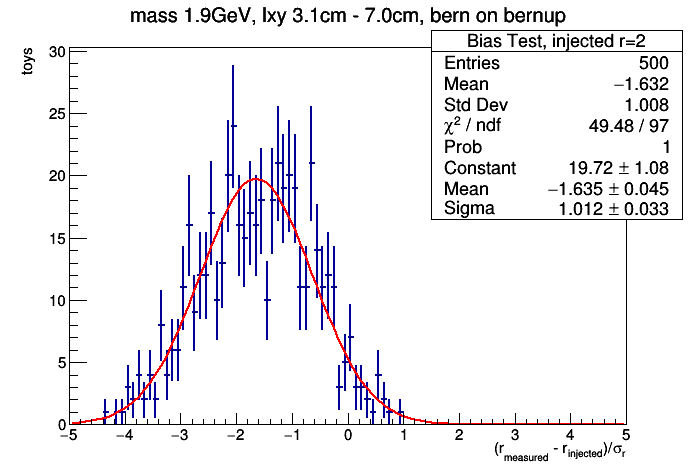 mass 1.9GeV, lxy 3.1cm - 7.0cm, bern on bernup
Bias Test, injected r=2
Entries 500
Mean −1.632
Std Dev 1.008
χ² / ndf 49.48 / 97
Prob 1
Constant 19.72 ± 1.08
Mean −1.635 ± 0.045
Sigma 1.012 ± 0.033
toys
30
25
20
15
10
5
0
−5 −4 −3 −2 −1 0 1 2 3 4 5
(r_measured - r_injected)/σ_r